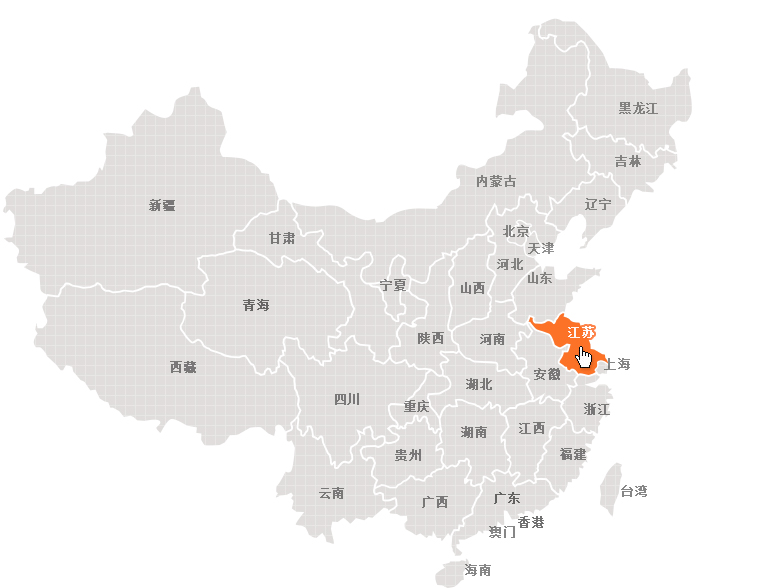 黑龙江
吉林
内蒙古
辽宁
新疆
北京
甘肃
天津
河北
山东
宁夏
山西
青海
江苏
陕西
河南
上海
西藏
安徽
湖北
四川
重庆
浙江
江西
湖南
福建
贵州
台湾
云南
广东
广西
香港
澳门
海南